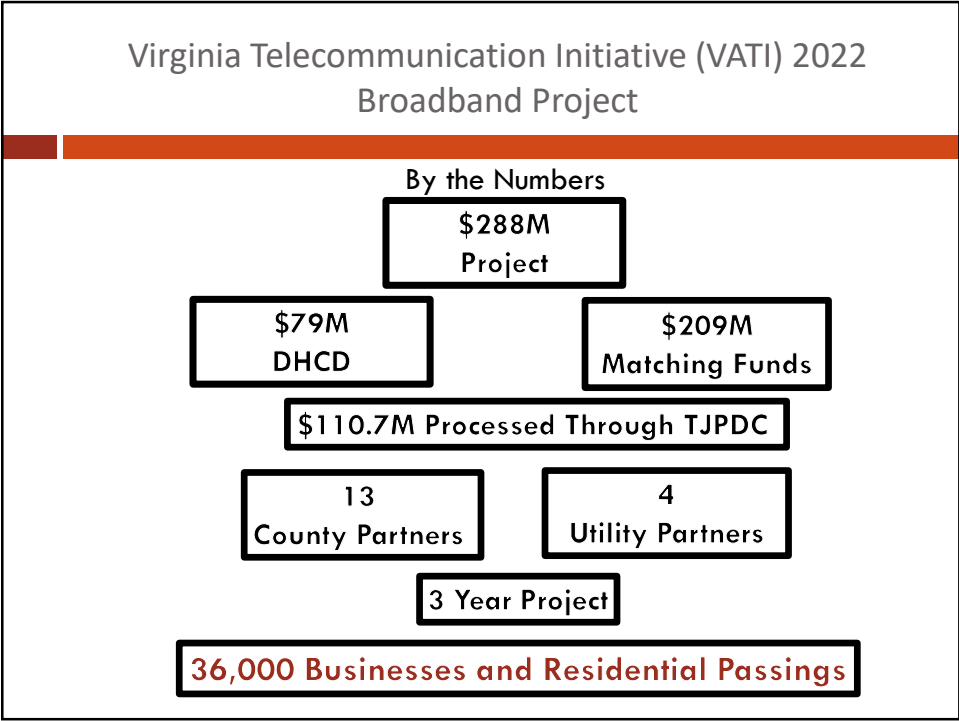 Virginia Telecommunication Initiative (VATI) 2022
Broadband Project
By the Numbers
$288M
Project
$79M
DHCD
$209M
Matching Funds
$110.7M Processed Through TJPDC
13
County Partners
4
Utility Partners
3 Year Project
36,000 Businesses and Residential Passings